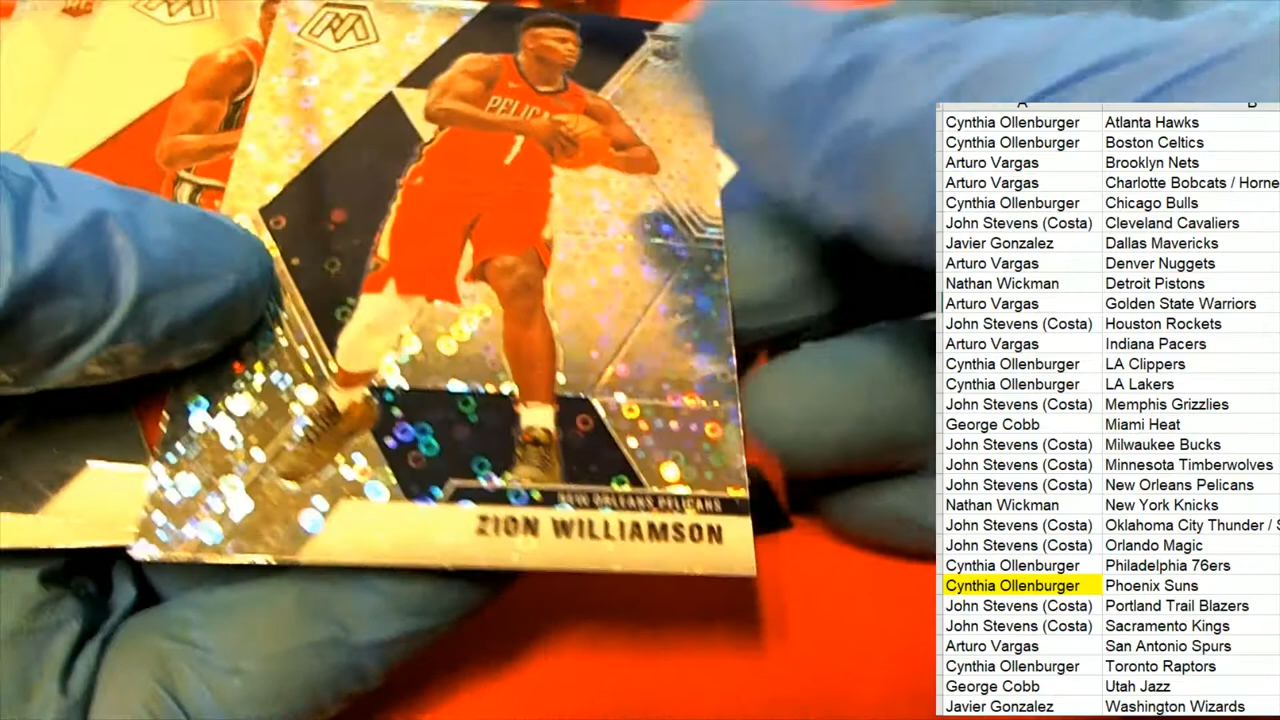 PELICA
1
NEW ORLEANS PELICANS
ZION WILLIAMSON
A B
Cynthia Ollenburger Atlanta Hawks
Cynthia Ollenburger Boston Celtics
Arturo Vargas Brooklyn Nets
Arturo Vargas Charlotte Bobcats / Horne
Cynthia Ollenburger Chicago Bulls
John Stevens (Costa) Cleveland Cavaliers
Javier Gonzalez Dallas Mavericks
Arturo Vargas Denver Nuggets
Nathan Wickman Detroit Pistons
Arturo Vargas Golden State Warriors
John Stevens (Costa) Houston Rockets
Arturo Vargas Indiana Pacers
Cynthia Ollenburger LA Clippers
Cynthia Ollenburger LA Lakers
John Stevens (Costa) Memphis Grizzlies
George Cobb Miami Heat
John Stevens (Costa) Milwaukee Bucks
John Stevens (Costa) Minnesota Timberwolves
John Stevens (Costa) New Orleans Pelicans
Nathan Wickman New York Knicks
John Stevens (Costa) Oklahoma City Thunder / S
John Stevens (Costa) Orlando Magic
Cynthia Ollenburger Philadelphia 76ers
Cynthia Ollenburger Phoenix Suns
John Stevens (Costa) Portland Trail Blazers
John Stevens (Costa) Sacramento Kings
Arturo Vargas San Antonio Spurs
Cynthia Ollenburger Toronto Raptors
George Cobb Utah Jazz
Javier Gonzalez Washington Wizards